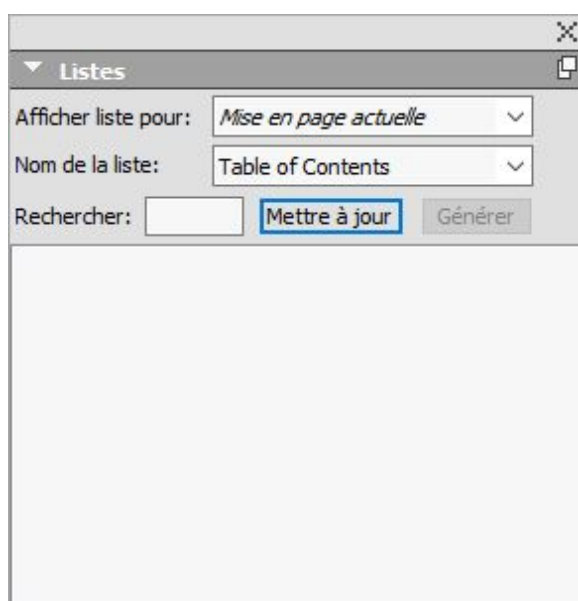 Listes
Afficher liste pour: Mise en page actuelle
Nom de la liste: Table of Contents
Rechercher: Mettre à jour Générer